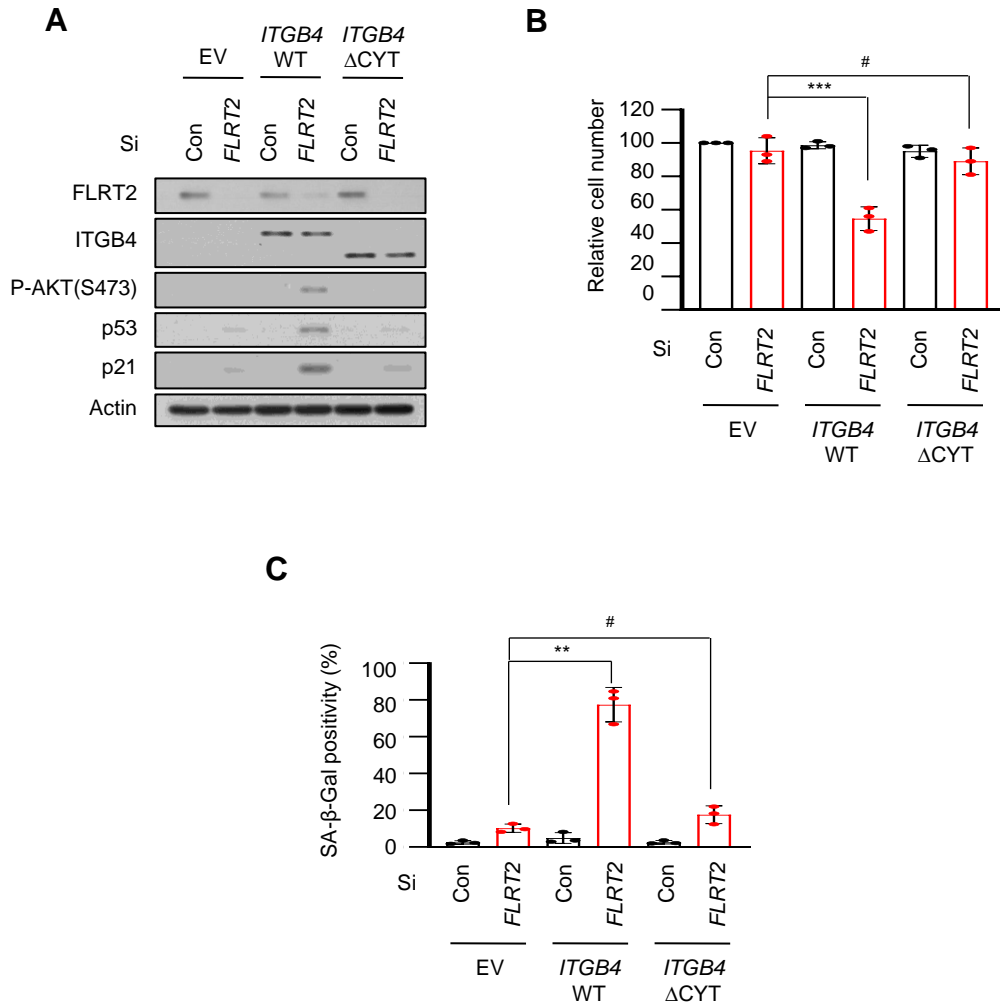 A
EV
ITGB4
WT
ITGB4
ΔCYT
Si
Con
FLRT2
Con
FLRT2
Con
FLRT2
FLRT2
ITGB4
P-AKT(S473)
p53
p21
Actin
B
#
***
Relative cell number
120
100
80
60
40
20
0
Si
Con
FLRT2
Con
FLRT2
Con
FLRT2
EV
ITGB4
WT
ITGB4
ΔCYT
C
#
**
SA-β-Gal positivity (%)
100
80
60
40
20
0
Si
Con
FLRT2
Con
FLRT2
Con
FLRT2
EV
ITGB4
WT
ITGB4
ΔCYT